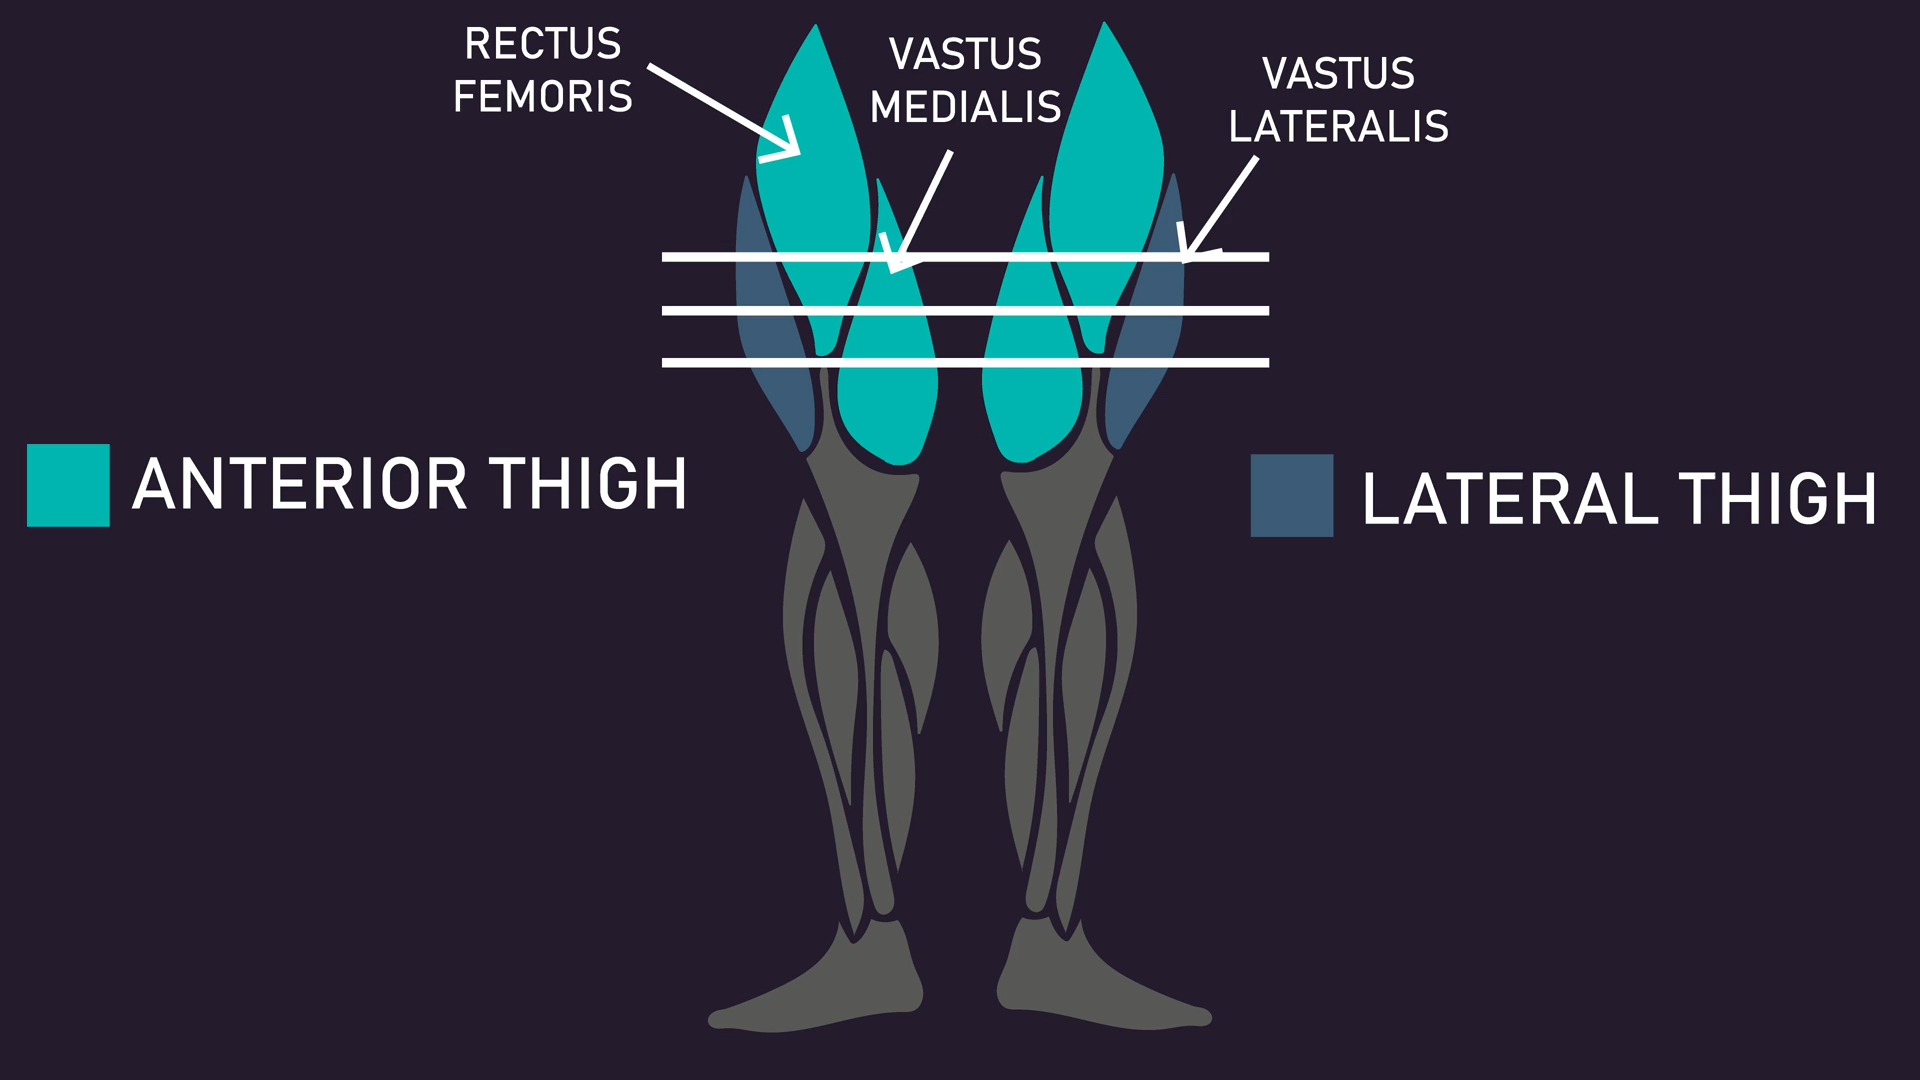 RECTUS
FEMORIS
VASTUS
MEDIALIS
VASTUS
LATERALIS
ANTERIOR THIGH
LATERAL THIGH